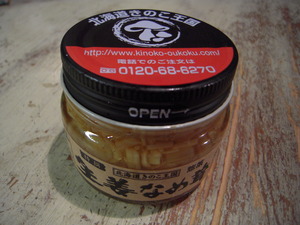 北海道きのこ王国
http://www.kinoko-oukoku.com/
電話でのご注文は
0120-68-6270
OPEN
北海道きのこ王国
生姜なめ茸